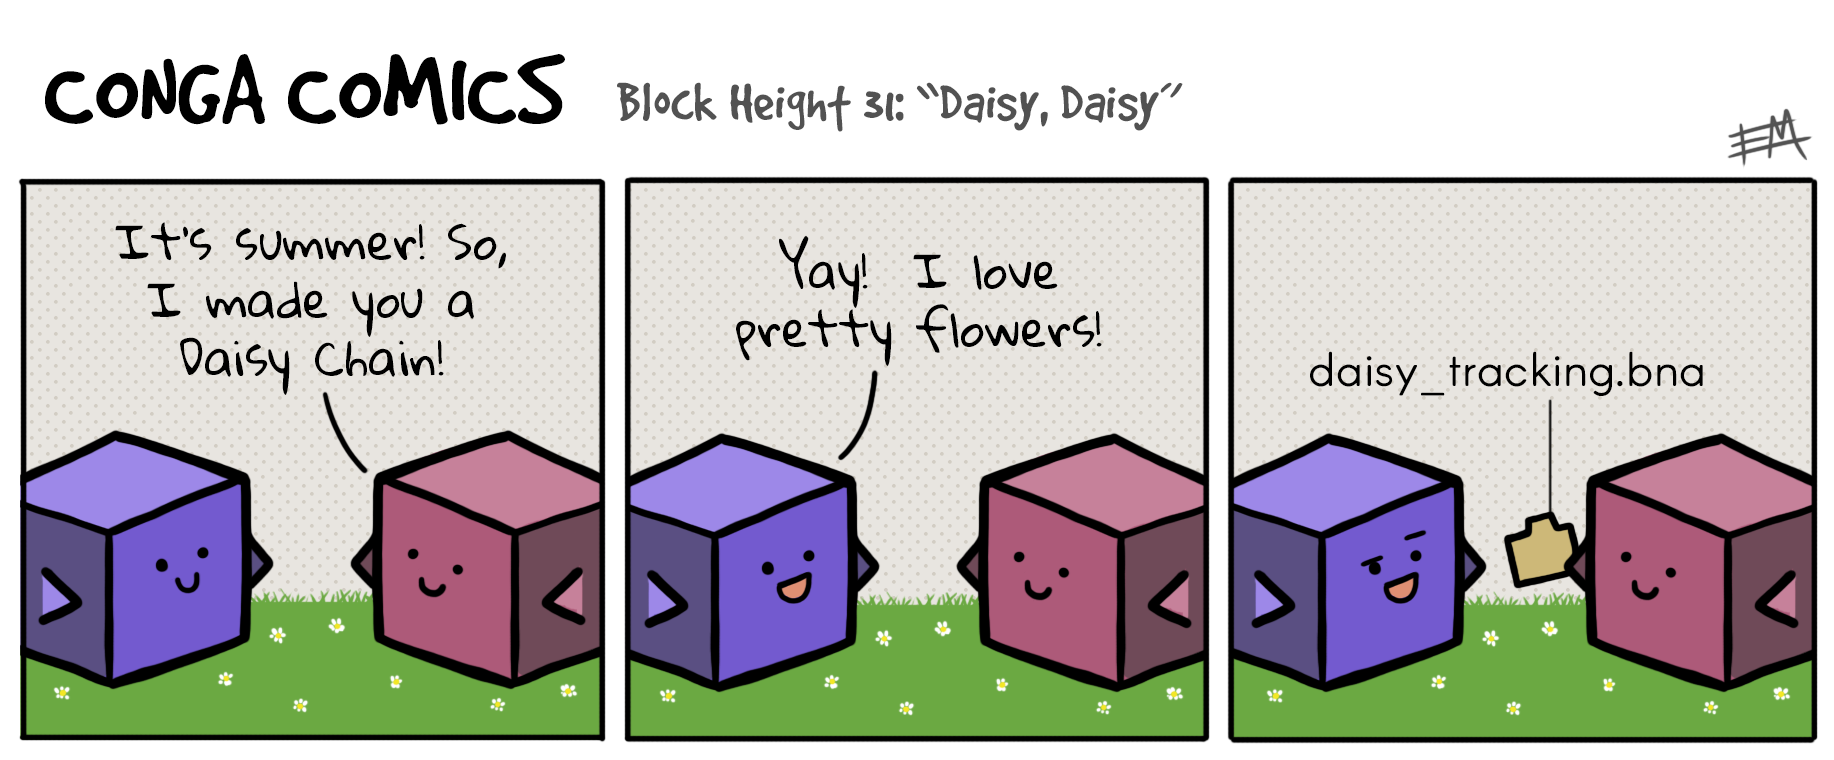 CONGA COMICS
Block Height 31: "Daisy, Daisy"
EM
It's summer! So,
I made you a
Daisy Chain!
Yay! I love
pretty flowers!
daisy_tracking.bna